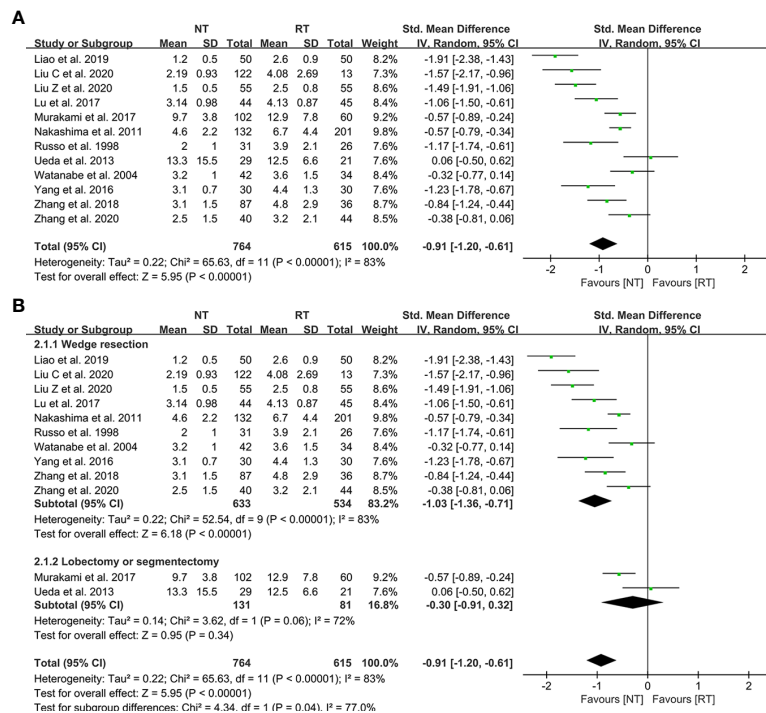 A
NT RT Std. Mean Difference Std. Mean Difference
Study or Subgroup Mean SD Total Mean SD Total Weight IV, Random, 95% CI IV, Random, 95% CI
Liao et al. 2019 1.2 0.5 50 2.6 0.9 50 8.2% -1.91 [-2.38, -1.43]
Liu C et al. 2020 2.19 0.93 122 4.08 2.69 13 7.3% -1.57 [-2.17, -0.96]
Liu Z et al. 2020 1.5 0.5 55 2.5 0.8 55 8.6% -1.49 [-1.91, -1.06]
Lu et al. 2017 3.14 0.98 44 4.13 0.87 45 8.4% -1.06 [-1.50, -0.61]
Murakami et al. 2017 9.7 3.8 102 12.9 7.8 60 9.2% -0.57 [-0.89, -0.24]
Nakashima et al. 2011 4.6 2.2 132 6.7 4.4 201 9.7% -0.57 [-0.79, -0.34]
Russo et al. 1998 2 1 31 3.9 2.1 26 7.6% -1.17 [-1.74, -0.61]
Ueda et al. 2013 13.3 15.5 29 12.5 6.6 21 7.6% 0.06 [-0.50, 0.62]
Watanabe et al. 2004 3.2 1 42 3.6 1.5 34 8.4% -0.32 [-0.77, 0.14]
Yang et al. 2016 3.1 0.7 30 4.4 1.3 30 7.7% -1.23 [-1.78, -0.67]
Zhang et al. 2018 3.1 1.5 87 4.8 2.9 36 8.7% -0.84 [-1.24, -0.44]
Zhang et al. 2020 2.5 1.5 40 3.2 2.1 44 8.5% -0.38 [-0.81, 0.06]
Total (95% CI) 764 615 100.0% -0.91 [-1.20, -0.61]
Heterogeneity: Tau² = 0.22; Chi² = 65.63, df = 11 (P < 0.00001); I² = 83%
Test for overall effect: Z = 5.95 (P < 0.00001)
-2 -1 0 1 2
Favours [NT] Favours [RT]
B
NT RT Std. Mean Difference Std. Mean Difference
Study or Subgroup Mean SD Total Mean SD Total Weight IV, Random, 95% CI IV, Random, 95% CI
2.1.1 Wedge resection
Liao et al. 2019 1.2 0.5 50 2.6 0.9 50 8.2% -1.91 [-2.38, -1.43]
Liu C et al. 2020 2.19 0.93 122 4.08 2.69 13 7.3% -1.57 [-2.17, -0.96]
Liu Z et al. 2020 1.5 0.5 55 2.5 0.8 55 8.6% -1.49 [-1.91, -1.06]
Lu et al. 2017 3.14 0.98 44 4.13 0.87 45 8.4% -1.06 [-1.50, -0.61]
Nakashima et al. 2011 4.6 2.2 132 6.7 4.4 201 9.7% -0.57 [-0.79, -0.34]
Russo et al. 1998 2 1 31 3.9 2.1 26 7.6% -1.17 [-1.74, -0.61]
Watanabe et al. 2004 3.2 1 42 3.6 1.5 34 8.4% -0.32 [-0.77, 0.14]
Yang et al. 2016 3.1 0.7 30 4.4 1.3 30 7.7% -1.23 [-1.78, -0.67]
Zhang et al. 2018 3.1 1.5 87 4.8 2.9 36 8.7% -0.84 [-1.24, -0.44]
Zhang et al. 2020 2.5 1.5 40 3.2 2.1 44 8.5% -0.38 [-0.81, 0.06]
Subtotal (95% CI) 633 534 83.2% -1.03 [-1.36, -0.71]
Heterogeneity: Tau² = 0.22; Chi² = 52.54, df = 9 (P < 0.00001); I² = 83%
Test for overall effect: Z = 6.18 (P < 0.00001)
2.1.2 Lobectomy or segmentectomy
Murakami et al. 2017 9.7 3.8 102 12.9 7.8 60 9.2% -0.57 [-0.89, -0.24]
Ueda et al. 2013 13.3 15.5 29 12.5 6.6 21 7.6% 0.06 [-0.50, 0.62]
Subtotal (95% CI) 131 81 16.8% -0.30 [-0.91, 0.32]
Heterogeneity: Tau² = 0.14; Chi² = 3.62, df = 1 (P = 0.06); I² = 72%
Test for overall effect: Z = 0.95 (P = 0.34)
Total (95% CI) 764 615 100.0% -0.91 [-1.20, -0.61]
Heterogeneity: Tau² = 0.22; Chi² = 65.63, df = 11 (P < 0.00001); I² = 83%
Test for overall effect: Z = 5.95 (P < 0.00001)
Test for subgroup differences: Chi² = 4.34, df = 1 (P = 0.04), I² = 77.0%
-2 -1 0 1 2
Favours [NT] Favours [RT]